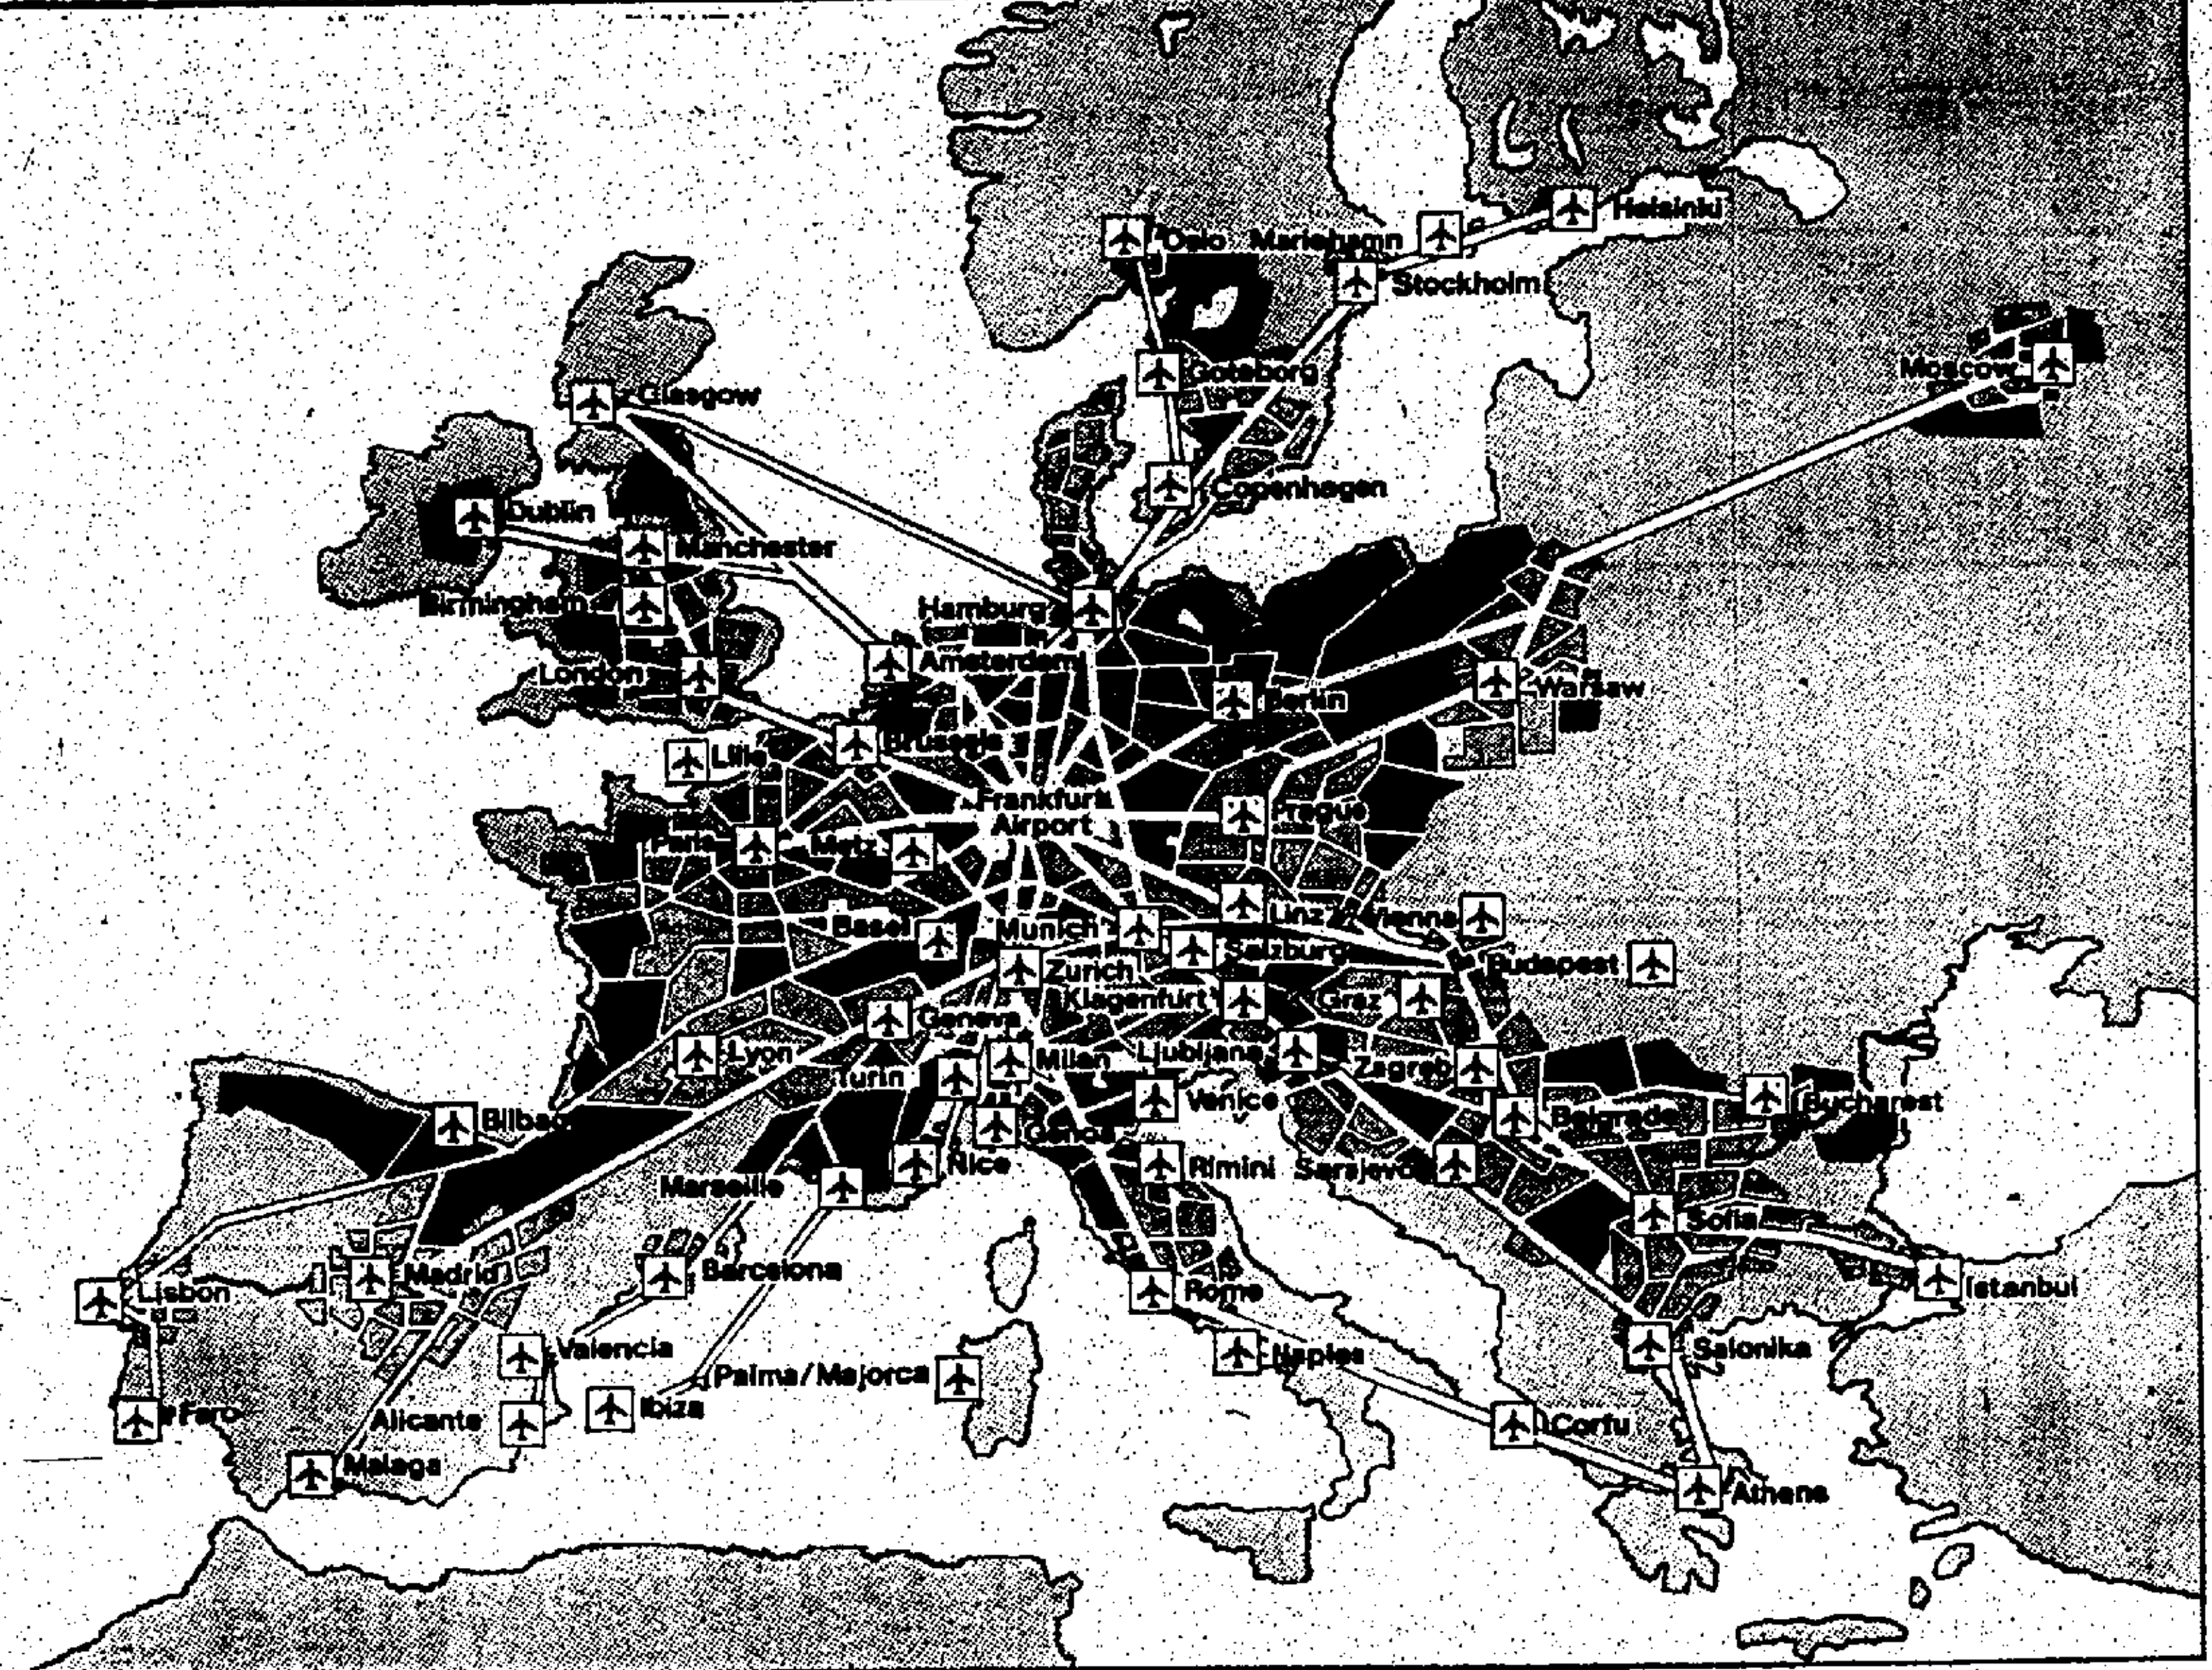 Helsinki
Oslo
Mariehamn
Stockholm
Moscow
Goteborg
Glasgow
Copenhagen
Dublin
Manchester
Birmingham
Hamburg
Amsterdam
London
Warsaw
Berlin
Brussels
Lille
Frankfurt
Airport
Prague
Paris
Metz
Linz
Vienna
Basel
Munich
Salzburg
Budapest
Zurich
Klagenfurt
Graz
Geneva
Lyon
Milan
Ljubljana
Zagreb
Turin
Venice
Bucharest
Belgrade
Bilbao
Genoa
Nice
Rimini
Sarajevo
Marseille
Sofia
Barcelona
Madrid
Lisbon
Rome
Istanbul
Valencia
Naples
Salonika
Palma/Majorca
Ibiza
Faro
Alicante
Corfu
Malaga
Athens